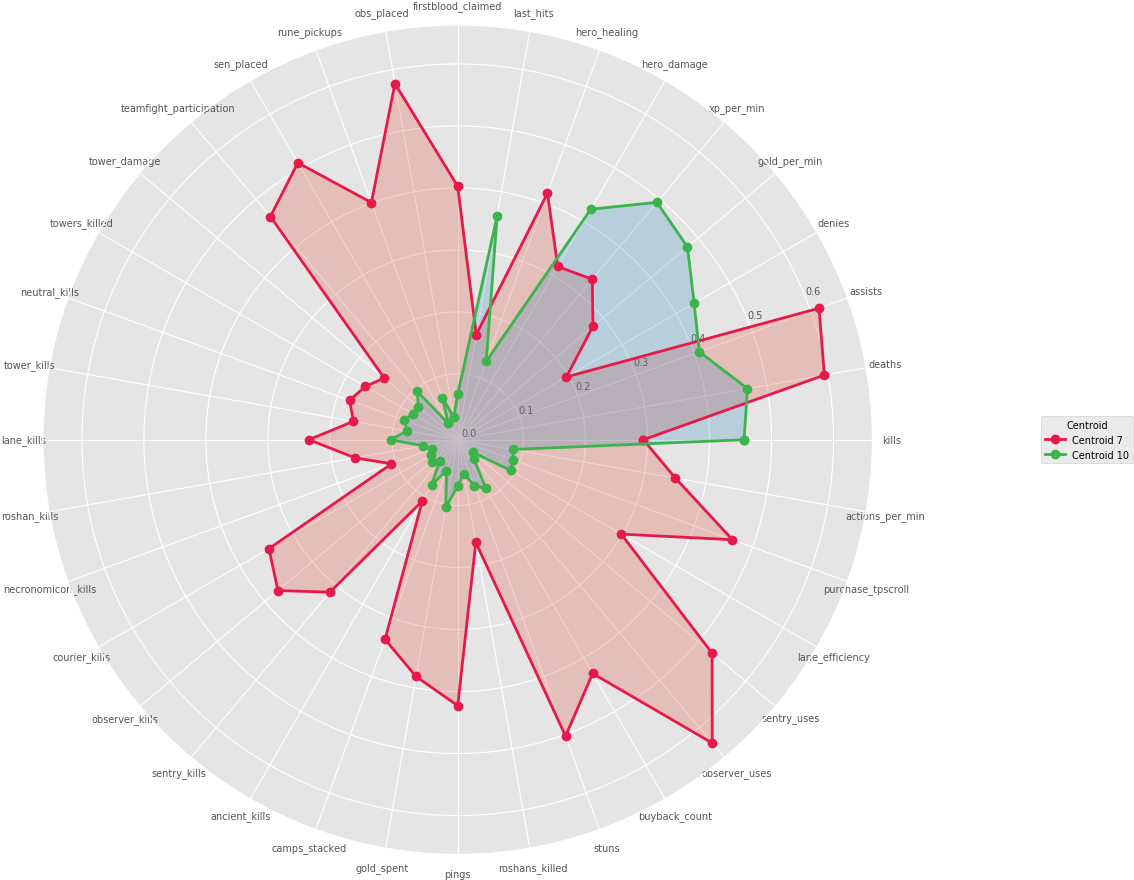 firstblood_claimed
obs_placed
last_hits
rune_pickups
hero_healing
sen_placed
hero_damage
teamfight_participation
xp_per_min
tower_damage
gold_per_min
towers_killed
denies
neutral_kills
assists
0.6
0.5
0.4
tower_kills
0.3
deaths
0.2
0.1
0.0
lane_kills
kills
Centroid
Centroid 7
Centroid 10
roshan_kills
actions_per_min
necronomicon_kills
purchase_tpscroll
courier_kills
lane_efficiency
observer_kills
sentry_uses
sentry_kills
observer_uses
ancient_kills
buyback_count
camps_stacked
stuns
gold_spent
roshans_killed
pings